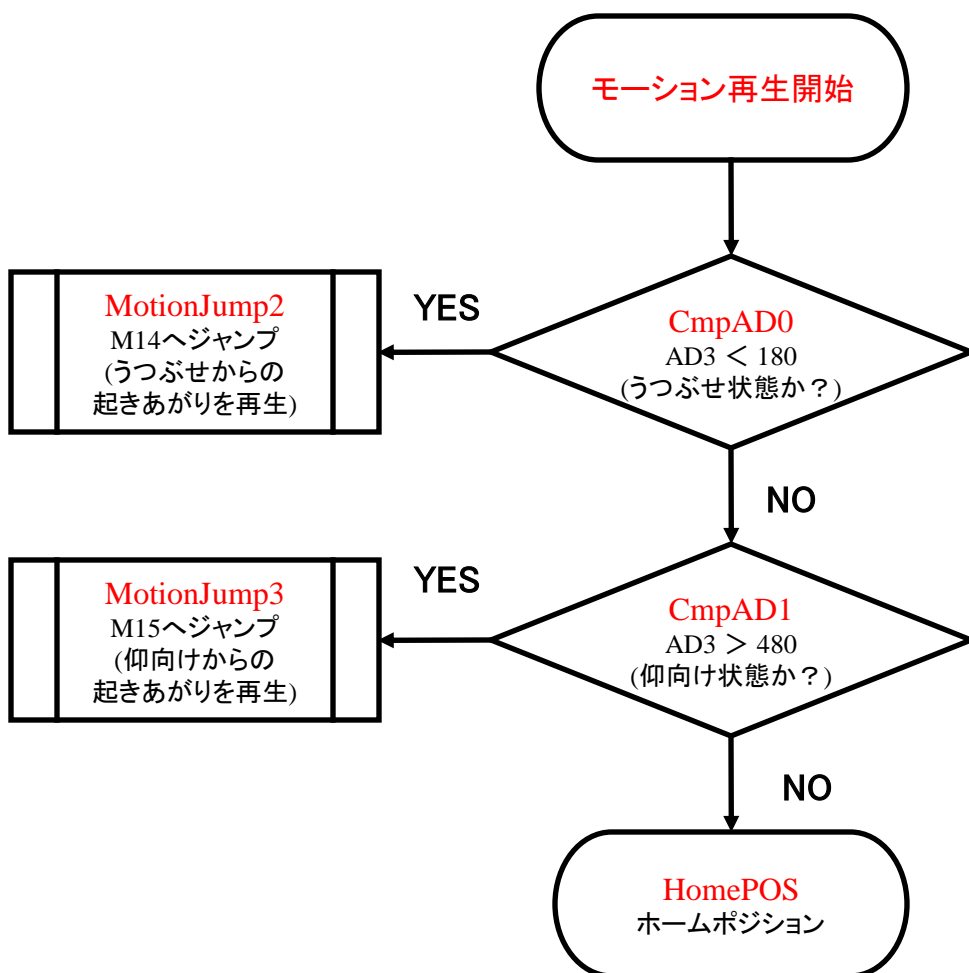 モーション再生開始
MotionJump2
M14へジャンプ
(うつぶせからの
起きあがりを再生)
YES
CmpAD0
AD3 < 180
(うつぶせ状態か？)
NO
MotionJump3
M15へジャンプ
(仰向けからの
起きあがりを再生)
YES
CmpAD1
AD3 > 480
(仰向け状態か？)
NO
HomePOS
ホームポジション